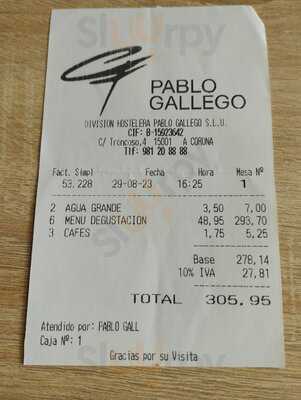 PABLO
GALLEGO
DIVISION HOSTELERA PABLO GALLEGO S.L.U.
CIF: B-15923642
C/ Troncoso,4 15001 A CORUNA
Tlf: 981 20 88 88
Fact. Simpl Fecha Hora Mesa Nº
53.228 29-08-23 16:25 1
2 AGUA GRANDE 3,50 7,00
6 MENU DEGUSTACION 48,95 293,70
3 CAFES 1,75 5,25
Base 278,14
10% IVA 27,81
TOTAL 305,95
Atendido por: PABLO GALL
Caja Nº: 1
Gracias por su Visita
Sluurpy